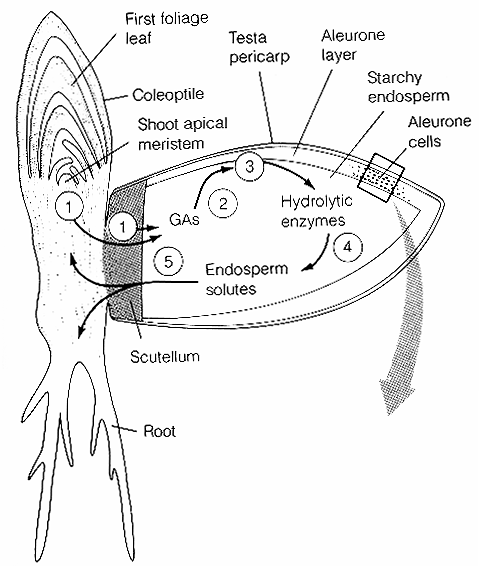 First foliage
leaf
Testa
pericarp
Aleurone
layer
Starchy
endosperm
Coleoptile
Aleurone
cells
Shoot apical
meristem
1
1
GAs
2
3
Hydrolytic
enzymes
4
5
Endosperm
solutes
Scutellum
Root